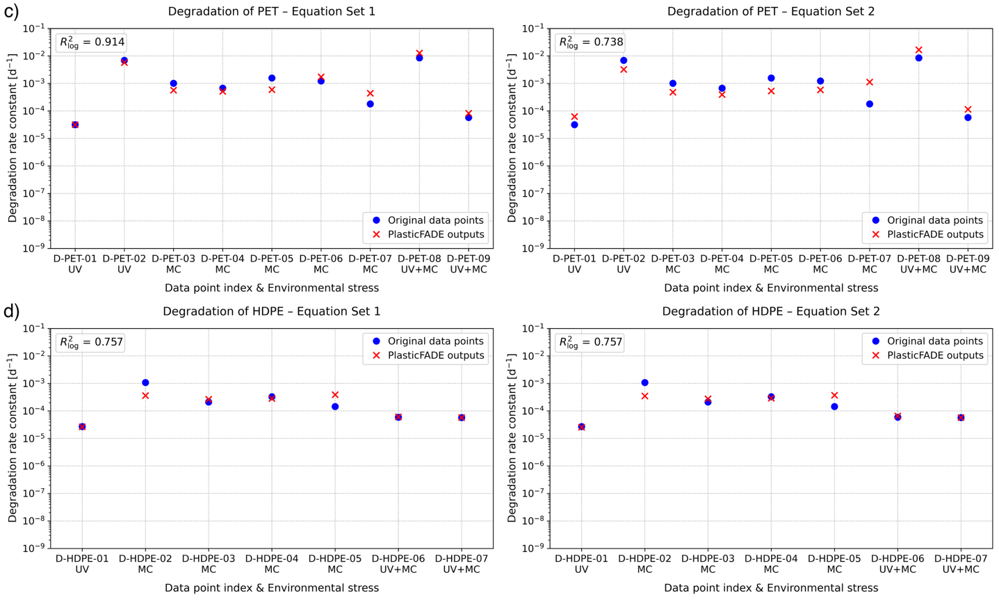 c)
Degradation of PET – Equation Set 1
R²log = 0.914
Degradation rate constant [d⁻¹]
10⁻¹
10⁻²
10⁻³
10⁻⁴
10⁻⁵
10⁻⁶
10⁻⁷
10⁻⁸
10⁻⁹
Original data points
PlasticFADE outputs
D-PET-01 D-PET-02 D-PET-03 D-PET-04 D-PET-05 D-PET-06 D-PET-07 D-PET-08 D-PET-09
UV UV MC MC MC MC MC UV+MC UV+MC
Data point index & Environmental stress
Degradation of PET – Equation Set 2
R²log = 0.738
Degradation rate constant [d⁻¹]
10⁻¹
10⁻²
10⁻³
10⁻⁴
10⁻⁵
10⁻⁶
10⁻⁷
10⁻⁸
10⁻⁹
Original data points
PlasticFADE outputs
D-PET-01 D-PET-02 D-PET-03 D-PET-04 D-PET-05 D-PET-06 D-PET-07 D-PET-08 D-PET-09
UV UV MC MC MC MC MC UV+MC UV+MC
Data point index & Environmental stress
d)
Degradation of HDPE – Equation Set 1
R²log = 0.757
Degradation rate constant [d⁻¹]
10⁻¹
10⁻²
10⁻³
10⁻⁴
10⁻⁵
10⁻⁶
10⁻⁷
10⁻⁸
10⁻⁹
Original data points
PlasticFADE outputs
D-HDPE-01 D-HDPE-02 D-HDPE-03 D-HDPE-04 D-HDPE-05 D-HDPE-06 D-HDPE-07
UV MC MC MC MC UV+MC UV+MC
Data point index & Environmental stress
Degradation of HDPE – Equation Set 2
R²log = 0.757
Degradation rate constant [d⁻¹]
10⁻¹
10⁻²
10⁻³
10⁻⁴
10⁻⁵
10⁻⁶
10⁻⁷
10⁻⁸
10⁻⁹
Original data points
PlasticFADE outputs
D-HDPE-01 D-HDPE-02 D-HDPE-03 D-HDPE-04 D-HDPE-05 D-HDPE-06 D-HDPE-07
UV MC MC MC MC UV+MC UV+MC
Data point index & Environmental stress